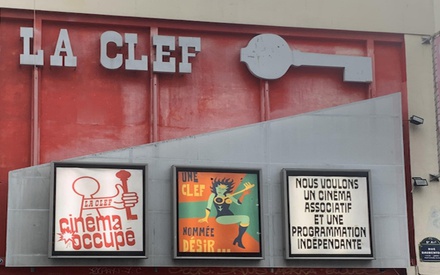 LA CLEF
LA CLEF
cinéma
occupé
UNE
CLEF
NOMMÉE
DÉSIR...
NOUS VOULONS
UN CINEMA
ASSOCIATIF
ET UNE
PROGRAMMATION
INDEPENDANTE